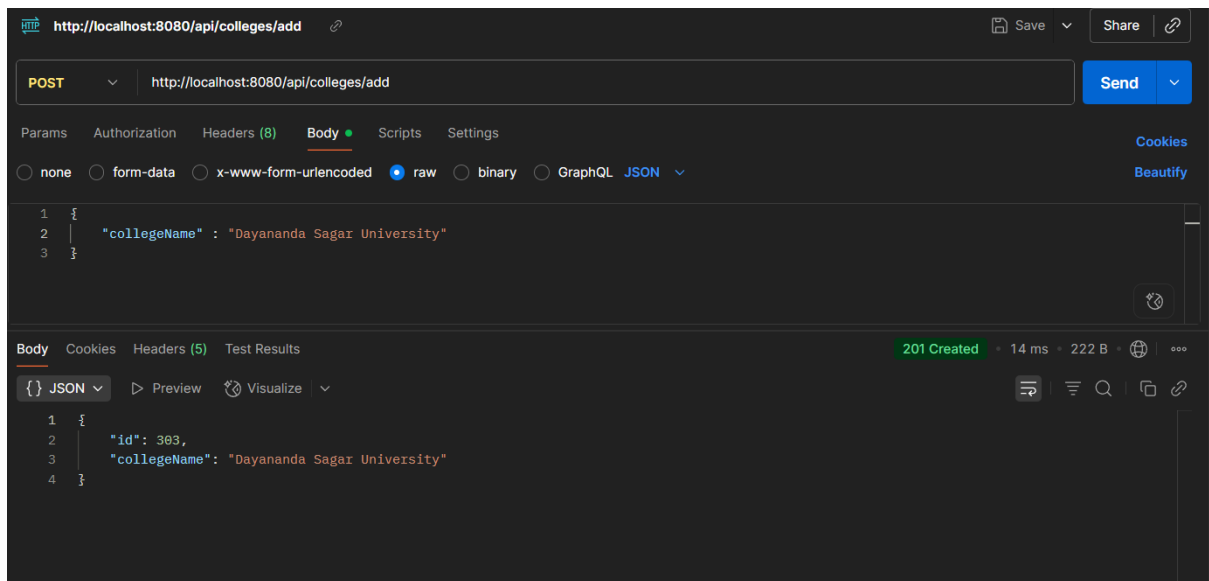 HTTP http://localhost:8080/api/colleges/add Save Share
POST http://localhost:8080/api/colleges/add Send
Params Authorization Headers (8) Body Scripts Settings Cookies
none form-data x-www-form-urlencoded raw binary GraphQL JSON Beautify
1 {
2 "collegeName" : "Dayananda Sagar University"
3 }
Body Cookies Headers (5) Test Results 201 Created • 14 ms • 222 B
{} JSON Preview Visualize
1 {
2 "id": 303,
3 "collegeName": "Dayananda Sagar University"
4 }